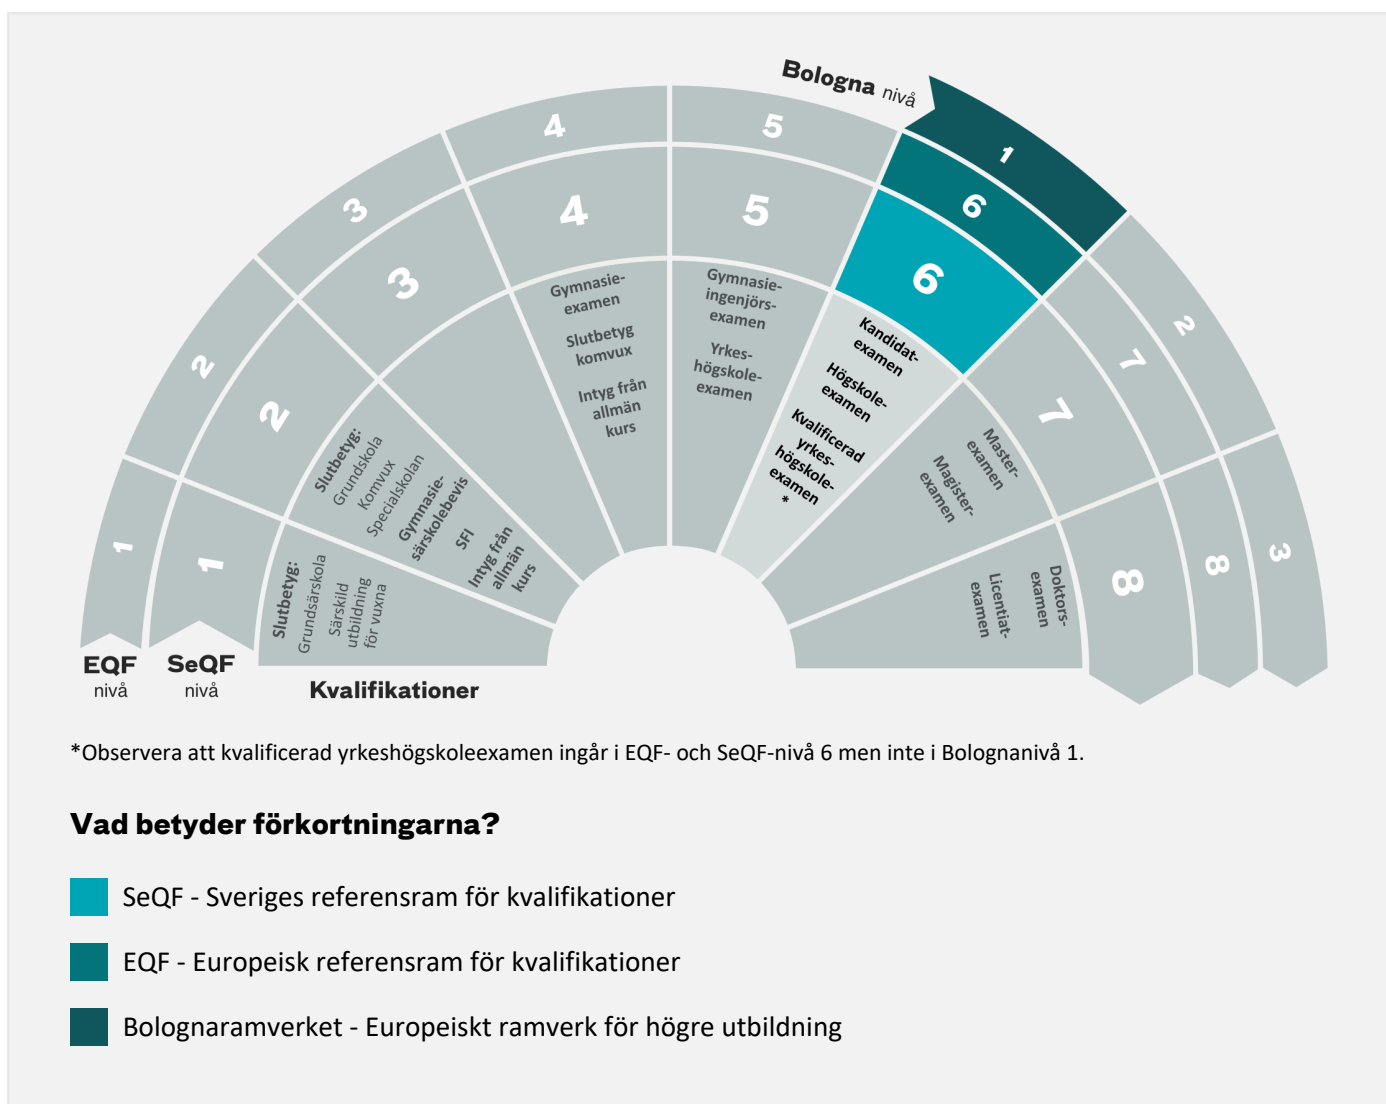 Bologna nivå
1
2
3
1
2
3
4
5
6
7
8
1
2
3
4
5
6
7
8
Slutbetyg:
Grundsärskola
Särskild
utbildning
för vuxna
Slutbetyg:
Grundskola
Komvux
Specialskolan
Gymnasie-
särskolebevis
SFI
Intyg från
allmän
kurs
Gymnasie-
examen
Slutbetyg
komvux
Intyg från
allmän
kurs
Gymnasie-
ingenjörs-
examen
Yrkes-
högskole-
examen
Kandidat-
examen
Högskole-
examen
Kvalificerad
yrkes-
högskole-
examen
*
Master-
examen
Magister-
examen
Doktors-
examen
Licentiat-
examen
EQF
nivå
SeQF
nivå
Kvalifikationer
*Observera att kvalificerad yrkeshögskoleexamen ingår i EQF- och SeQF-nivå 6 men inte i Bolognanivå 1.
Vad betyder förkortningarna?
SeQF - Sveriges referensram för kvalifikationer
EQF - Europeisk referensram för kvalifikationer
Bolognaramverket - Europeiskt ramverk för högre utbildning